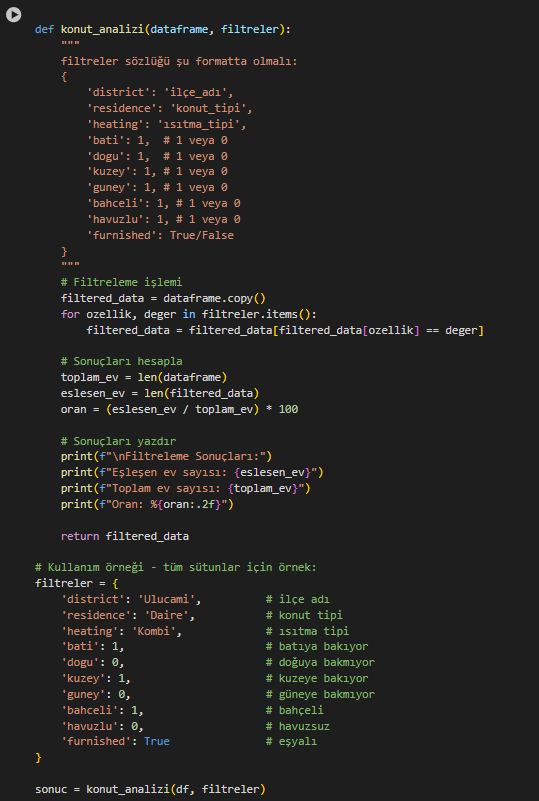 def konut_analizi(dataframe, filtreler):
    """
    filtreler sözlüğü şu formatta olmalı:
    {
        'district': 'ilçe_adı',
        'residence': 'konut_tipi',
        'heating': 'ısıtma_tipi',
        'bati': 1,  # 1 veya 0
        'dogu': 1,  # 1 veya 0
        'kuzey': 1, # 1 veya 0
        'guney': 1, # 1 veya 0
        'bahceli': 1, # 1 veya 0
        'havuzlu': 1, # 1 veya 0
        'furnished': True/False
    }
    """
    # Filtreleme işlemi
    filtered_data = dataframe.copy()
    for ozellik, deger in filtreler.items():
        filtered_data = filtered_data[filtered_data[ozellik] == deger]

    # Sonuçları hesapla
    toplam_ev = len(dataframe)
    eslesen_ev = len(filtered_data)
    oran = (eslesen_ev / toplam_ev) * 100

    # Sonuçları yazdır
    print(f"\nFiltreleme Sonuçları:")
    print(f"Eşleşen ev sayısı: {eslesen_ev}")
    print(f"Toplam ev sayısı: {toplam_ev}")
    print(f"Oran: %{oran:.2f}")

    return filtered_data

# Kullanım örneği - tüm sütunlar için örnek:
filtreler = {
    'district': 'Ulucami',          # ilçe adı
    'residence': 'Daire',           # konut tipi
    'heating': 'Kombi',             # ısıtma tipi
    'bati': 1,                      # batıya bakıyor
    'dogu': 0,                      # doğuya bakmıyor
    'kuzey': 1,                     # kuzeye bakıyor
    'guney': 0,                     # güneye bakmıyor
    'bahceli': 1,                   # bahçeli
    'havuzlu': 0,                   # havuzsuz
    'furnished': True               # eşyalı
}

sonuc = konut_analizi(df, filtreler)